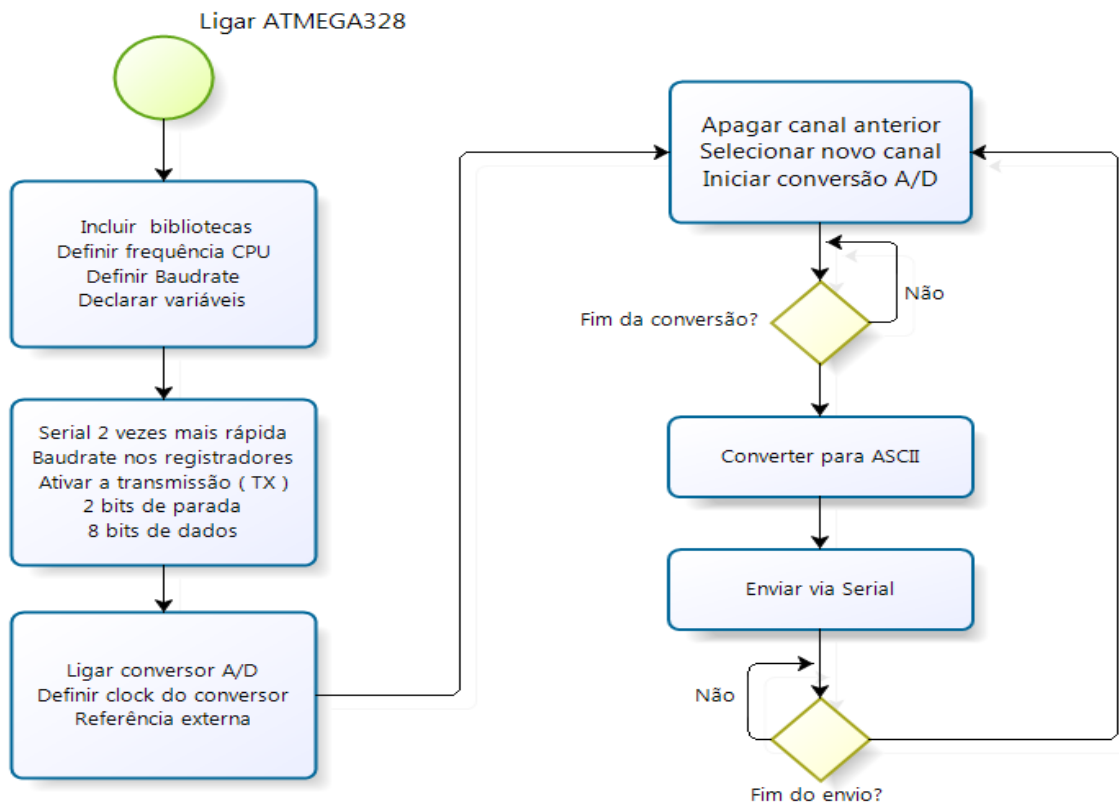 Ligar ATMEGA328
Incluir bibliotecas
Definir frequência CPU
Definir Baudrate
Declarar variáveis
Serial 2 vezes mais rápida
Baudrate nos registradores
Ativar a transmissão ( TX )
2 bits de parada
8 bits de dados
Ligar conversor A/D
Definir clock do conversor
Referência externa
Apagar canal anterior
Selecionar novo canal
Iniciar conversão A/D
Não
Fim da conversão?
Converter para ASCII
Enviar via Serial
Não
Fim do envio?